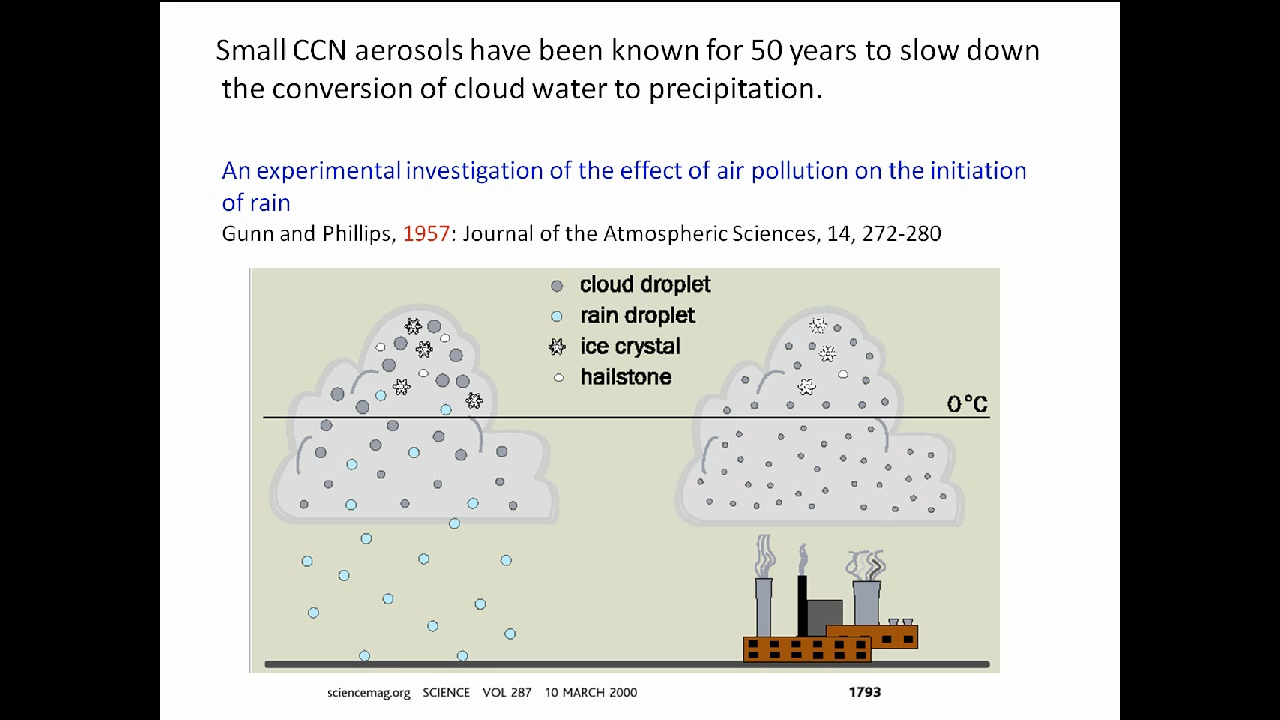 Small CCN aerosols have been known for 50 years to slow down
the conversion of cloud water to precipitation.
An experimental investigation of the effect of air pollution on the initiation
of rain
Gunn and Phillips, 1957: Journal of the Atmospheric Sciences, 14, 272-280
cloud droplet
rain droplet
ice crystal
hailstone
0°C
sciencemag.org SCIENCE VOL 287 10 MARCH 2000 1793